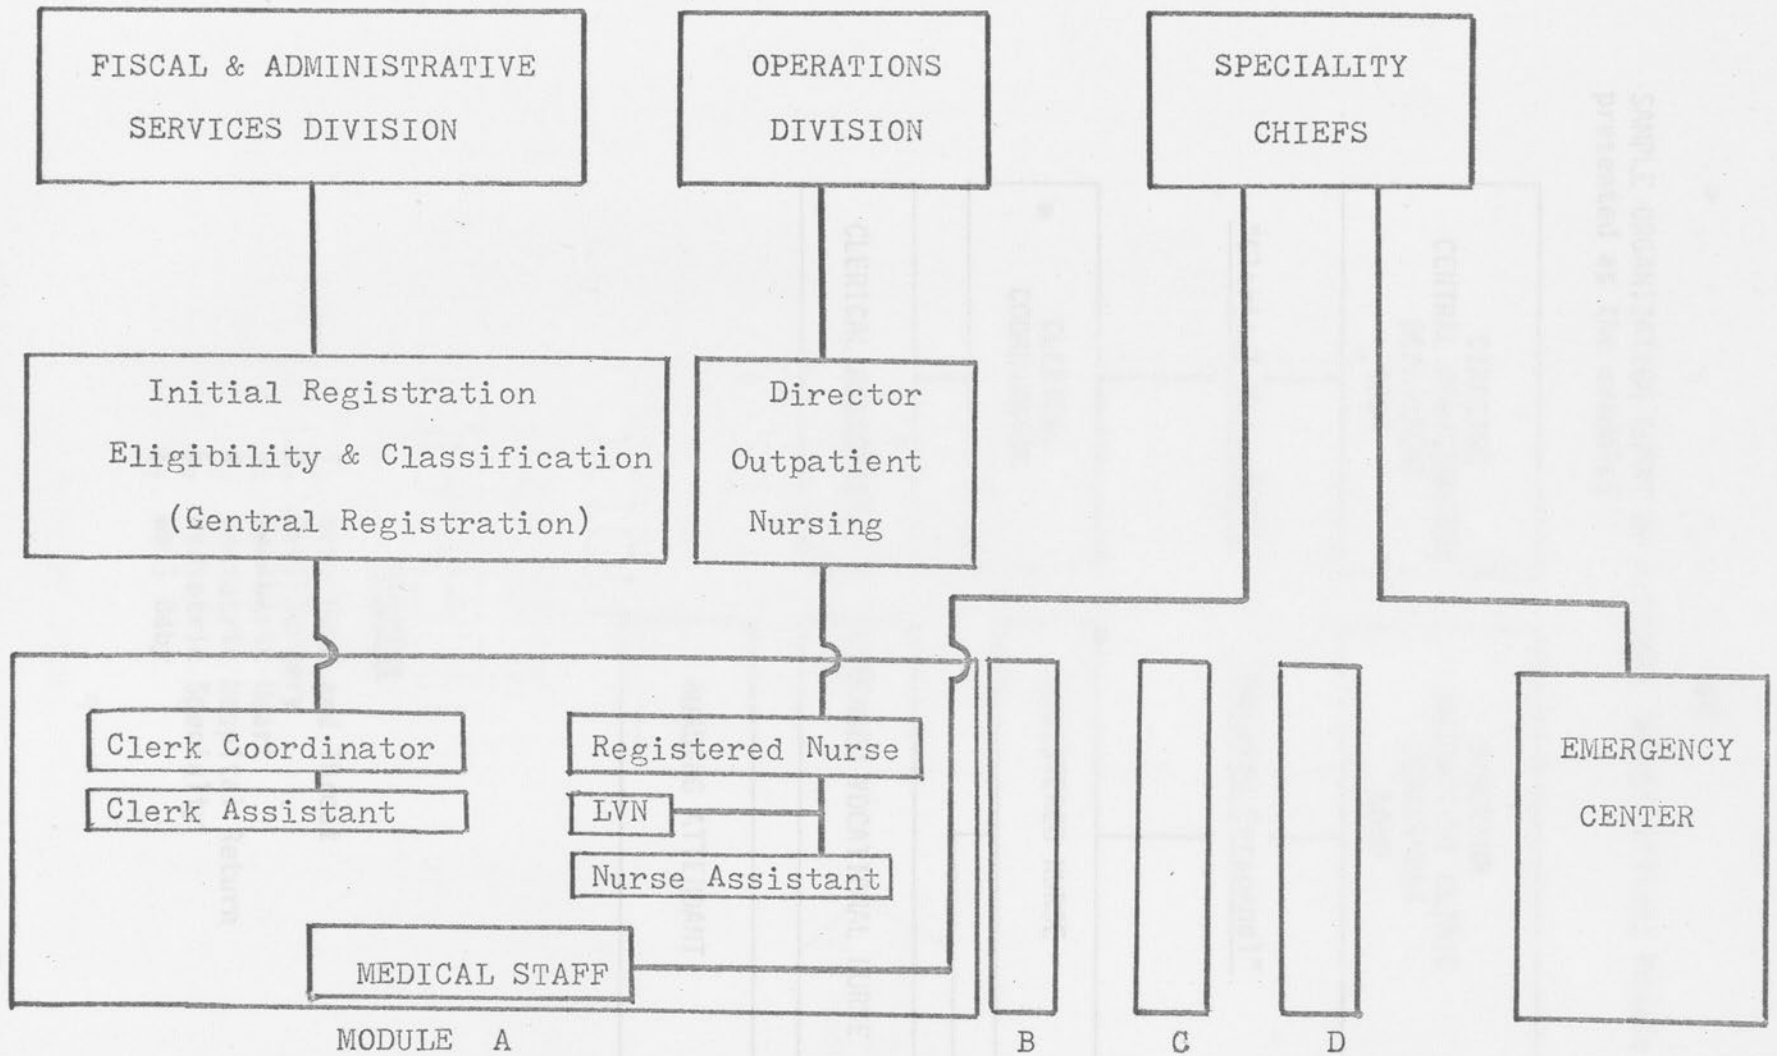 FISCAL & ADMINISTRATIVE
SERVICES DIVISION
OPERATIONS
DIVISION
SPECIALITY
CHIEFS
Initial Registration
Eligibility & Classification
(Central Registration)
Director
Outpatient
Nursing
Clerk Coordinator
Clerk Assistant
Registered Nurse
LVN
Nurse Assistant
MEDICAL STAFF
EMERGENCY
CENTER
MODULE A
B
C
D